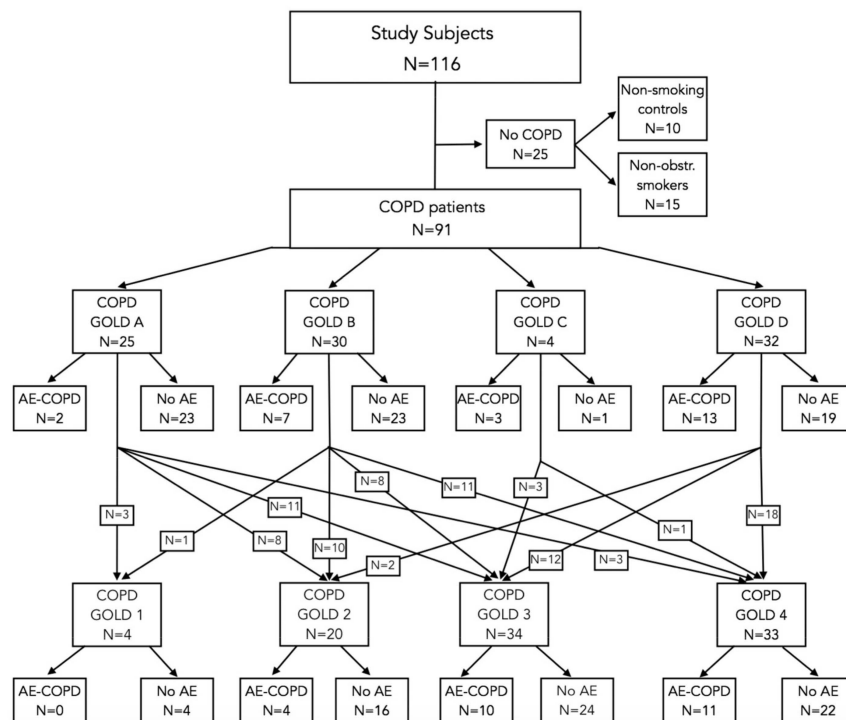 Study Subjects
N=116
Non-smoking
controls
N=10
No COPD
N=25
Non-obstr.
smokers
N=15
COPD patients
N=91
COPD
GOLD A
N=25
COPD
GOLD B
N=30
COPD
GOLD C
N=4
COPD
GOLD D
N=32
AE-COPD
N=2
No AE
N=23
AE-COPD
N=7
No AE
N=23
AE-COPD
N=3
No AE
N=1
AE-COPD
N=13
No AE
N=19
N=3
N=1
N=8
N=11
N=10
N=8
N=2
N=11
N=3
N=12
N=3
N=1
N=18
COPD
GOLD 1
N=4
COPD
GOLD 2
N=20
COPD
GOLD 3
N=34
COPD
GOLD 4
N=33
AE-COPD
N=0
No AE
N=4
AE-COPD
N=4
No AE
N=16
AE-COPD
N=10
No AE
N=24
AE-COPD
N=11
No AE
N=22